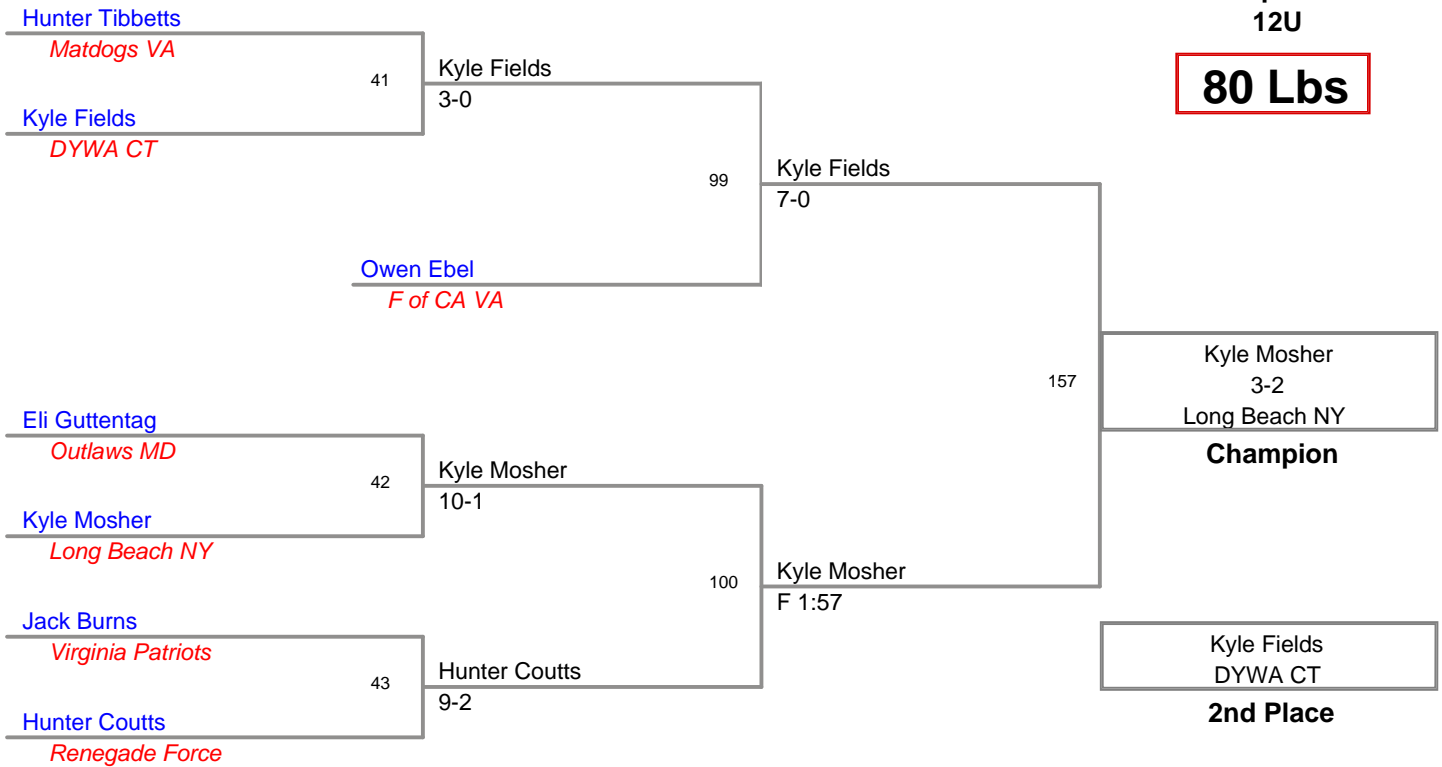 12U
80 Lbs
Hunter Tibbetts
Matdogs VA
41
Kyle Fields
3-0
Kyle Fields
DYWA CT
99
Kyle Fields
7-0
Owen Ebel
F of CA VA
157
Kyle Mosher
3-2
Long Beach NY
Champion
Eli Guttentag
Outlaws MD
42
Kyle Mosher
10-1
Kyle Mosher
Long Beach NY
100
Kyle Mosher
F 1:57
Jack Burns
Virginia Patriots
43
Hunter Coutts
9-2
Hunter Coutts
Renegade Force
Kyle Fields
DYWA CT
2nd Place